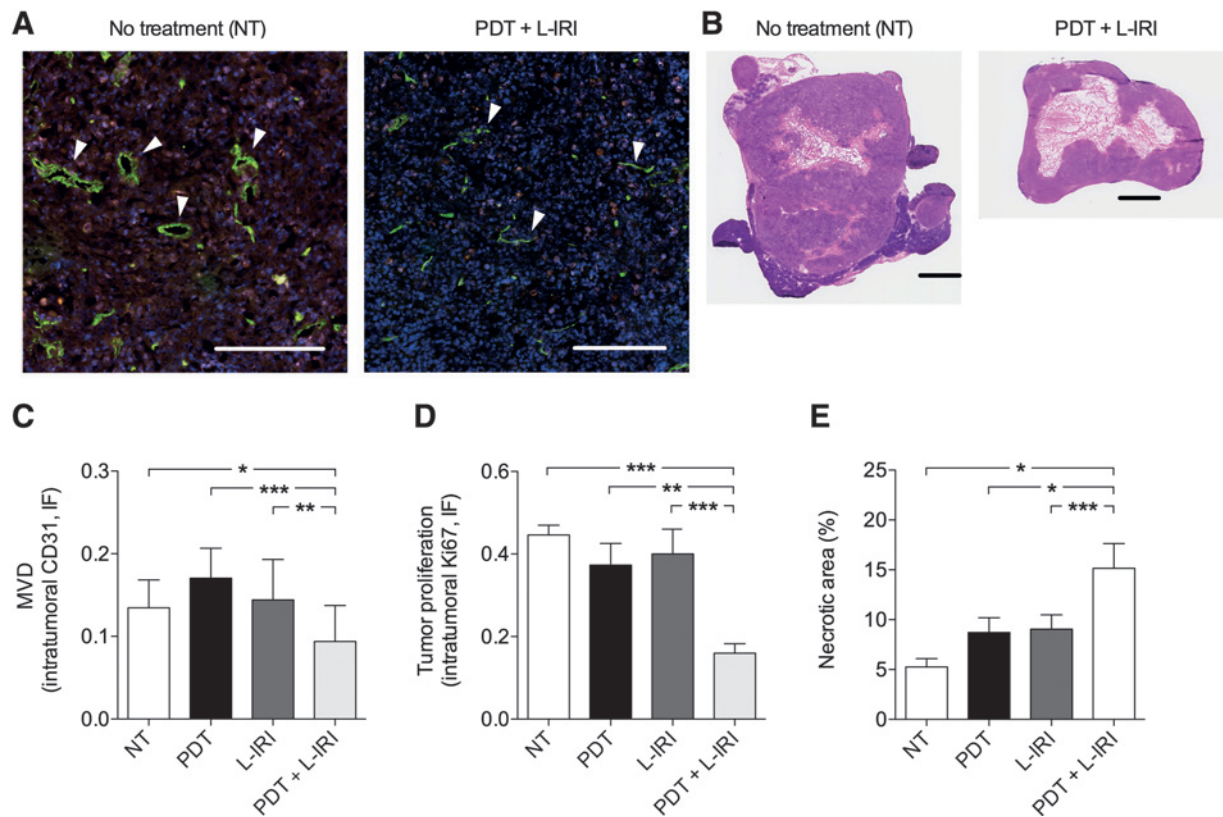 A
No treatment (NT)
PDT + L-IRI
B
No treatment (NT)
PDT + L-IRI
C
MVD
(intratumoral CD31, IF)
0.3
0.2
0.1
0.0
*
***
**
NT
PDT
L-IRI
PDT + L-IRI
D
Tumor proliferation
(intratumoral Ki67, IF)
0.6
0.4
0.2
0.0
***
**
***
NT
PDT
L-IRI
PDT + L-IRI
E
Necrotic area (%)
25
20
15
10
5
0
*
*
***
NT
PDT
L-IRI
PDT + L-IRI